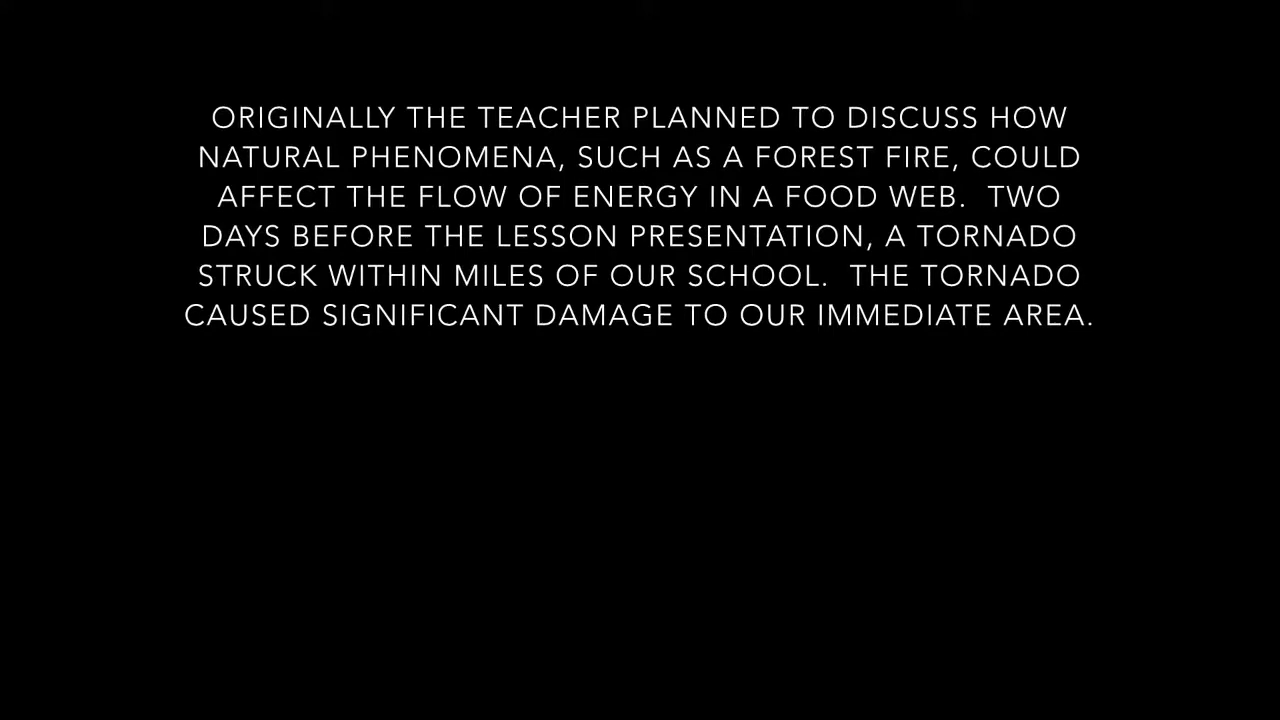 ORIGINALLY THE TEACHER PLANNED TO DISCUSS HOW
NATURAL PHENOMENA, SUCH AS A FOREST FIRE, COULD
AFFECT THE FLOW OF ENERGY IN A FOOD WEB.  TWO
DAYS BEFORE THE LESSON PRESENTATION, A TORNADO
STRUCK WITHIN MILES OF OUR SCHOOL.  THE TORNADO
CAUSED SIGNIFICANT DAMAGE TO OUR IMMEDIATE AREA.